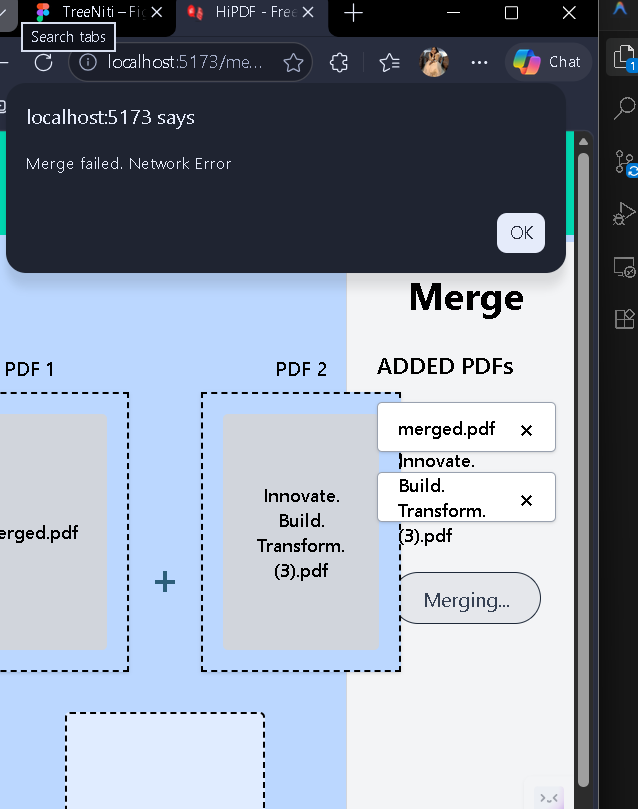 TreeNiti – Fig
HiPDF - Free
Search tabs
localhost:5173/me...
Chat
localhost:5173 says
Merge failed. Network Error
OK
Merge
PDF 1
PDF 2
ADDED PDFs
merged.pdf
Innovate.
Build.
Transform.
(3).pdf
erged.pdf
+
Innovate.
Build.
Transform.
(3).pdf
Merging...
1